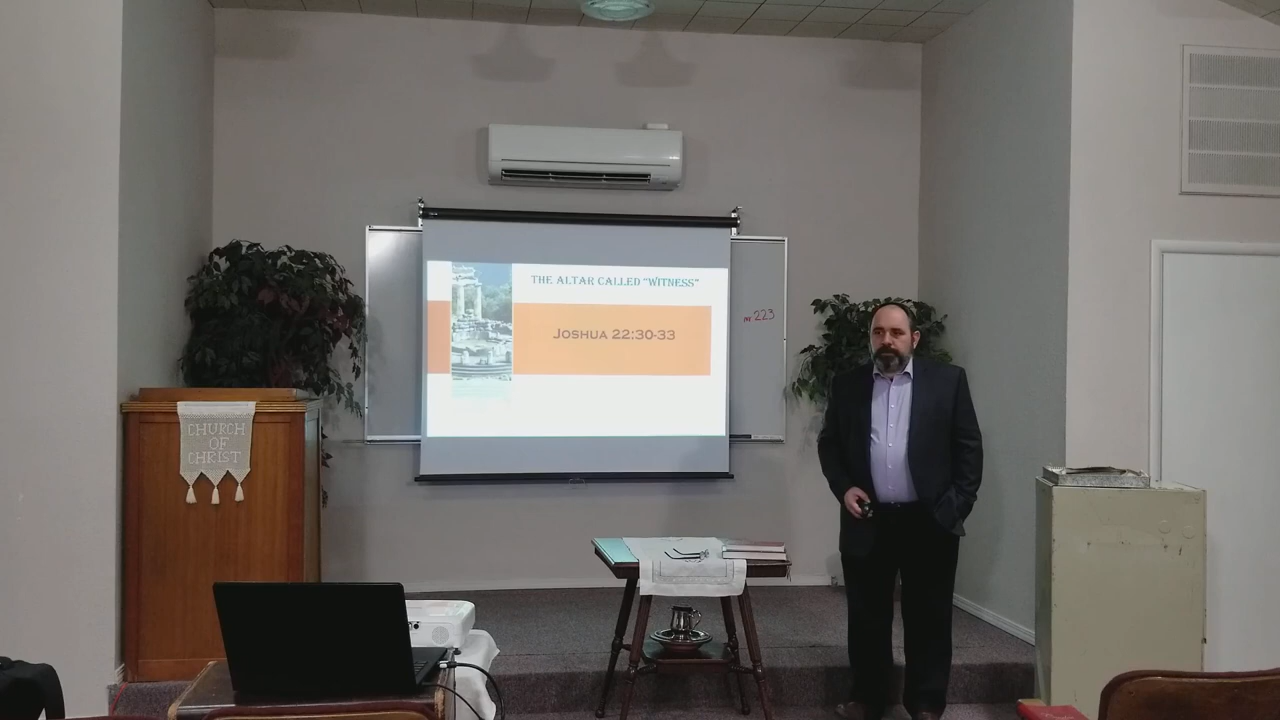 THE ALTAR CALLED "WITNESS"
JOSHUA 22:30-33
223
CHURCH
OF
CHRIST